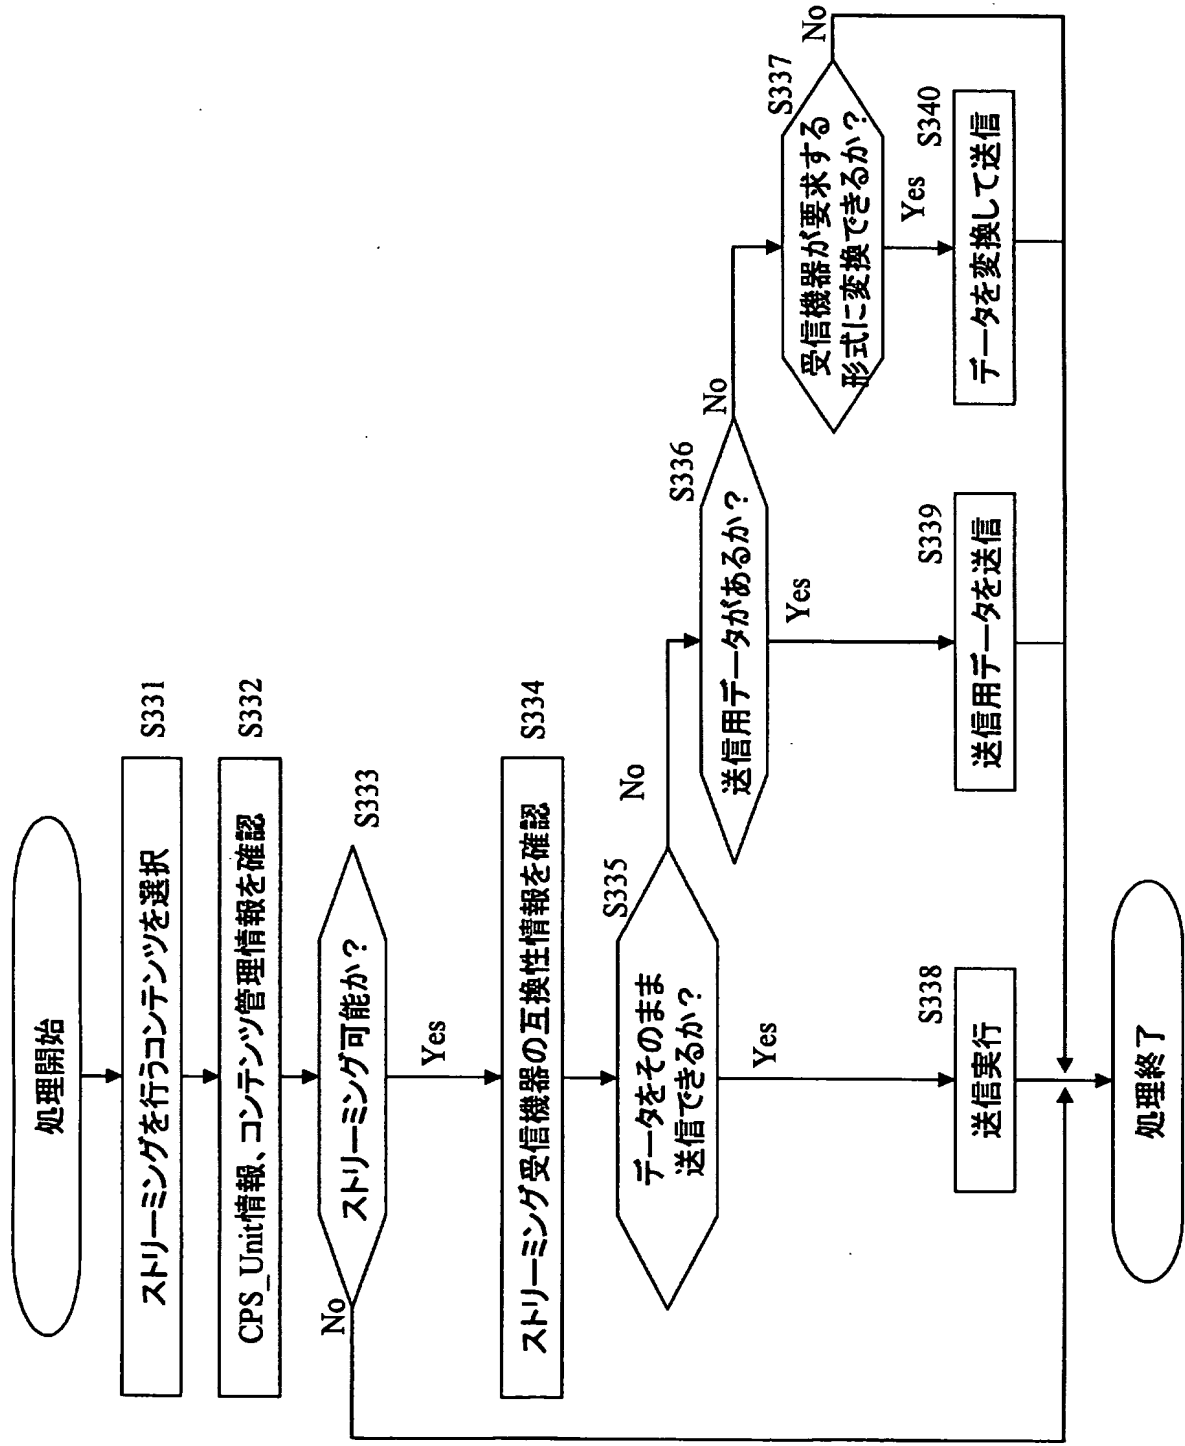 処理開始
ストリーミングを行うコンテンツを選択
S331
CPS_Unit情報、コンテンツ管理情報を確認
S332
ストリーミング可能か？
S333
No
Yes
ストリーミング受信機器の互換性情報を確認
S334
データをそのまま
送信できるか？
S335
No
Yes
送信用データがあるか？
S336
No
Yes
受信機器が要求する
形式に変換できるか？
S337
No
Yes
送信実行
S338
送信用データを送信
S339
データを変換して送信
S340
処理終了